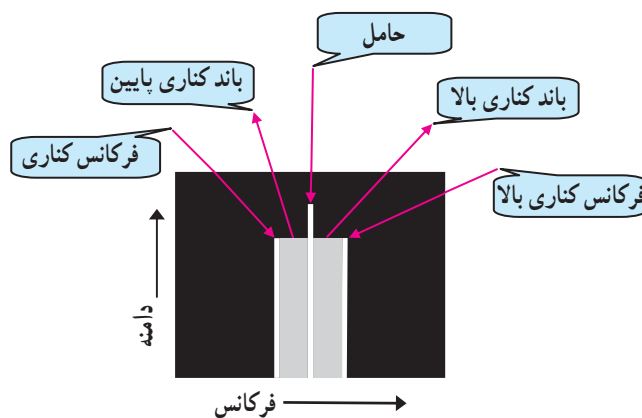 حامل
باند کناری پایین
باند کناری بالا
فرکانس کناری
فرکانس کناری بالا
دامنه
فرکانس